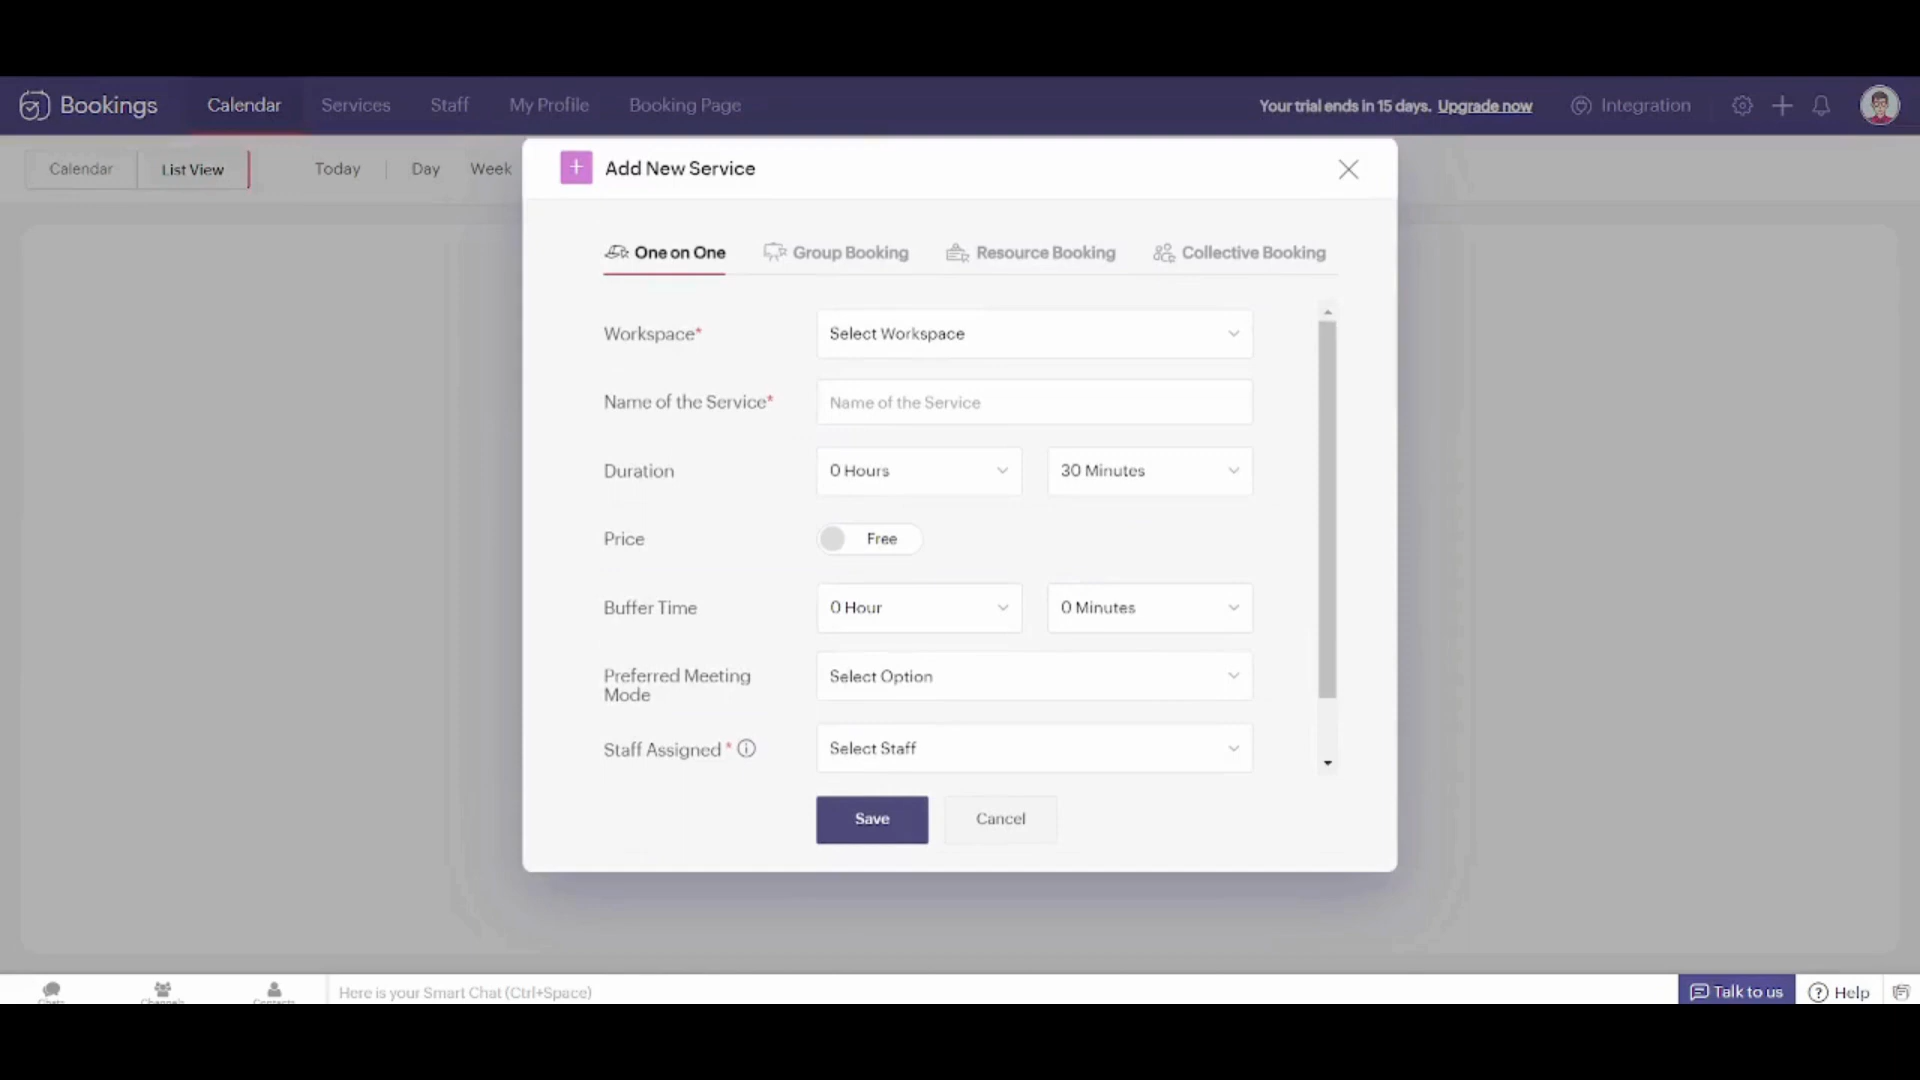 Bookings Calendar Services Staff My Profile Booking Page Your trial ends in 15 days. Upgrade now Integration
Calendar List View Today Day Week
Add New Service
One on One Group Booking Resource Booking Collective Booking
Workspace* Select Workspace
Name of the Service* Name of the Service
Duration 0 Hours 30 Minutes
Price Free
Buffer Time 0 Hour 0 Minutes
Preferred Meeting
Mode
Select Option
Staff Assigned * Select Staff
Save Cancel
Chats Channels Contacts Here is your Smart Chat (Ctrl+Space) Talk to us Help